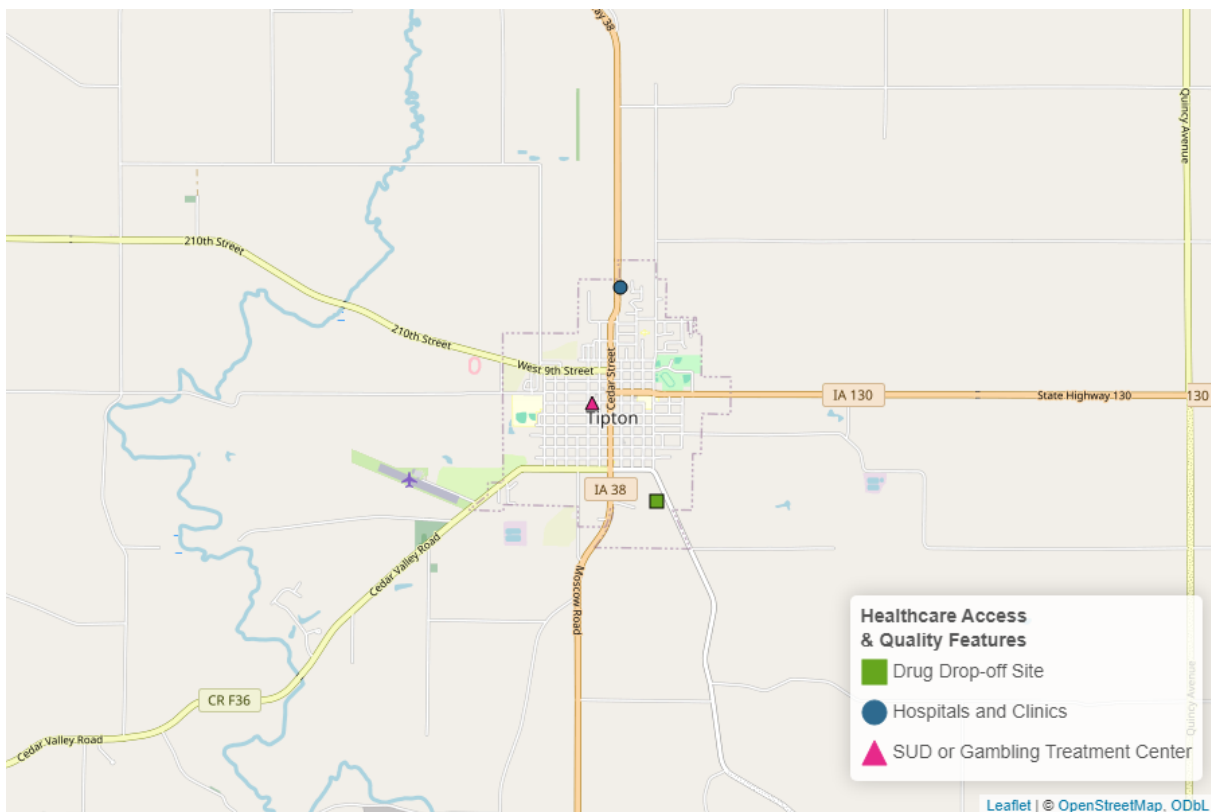 ay 38
Quincy Avenue
210th Street
210th Street
West 9th Street
Cedar Street
Tipton
IA 130
State Highway 130
130
IA 38
Cedar Valley Road
Moscow Road
CR F36
Cedar Valley Road
Healthcare Access
& Quality Features
Drug Drop-off Site
Hospitals and Clinics
SUD or Gambling Treatment Center
Quincy Avenue
Leaflet | © OpenStreetMap, ODbL